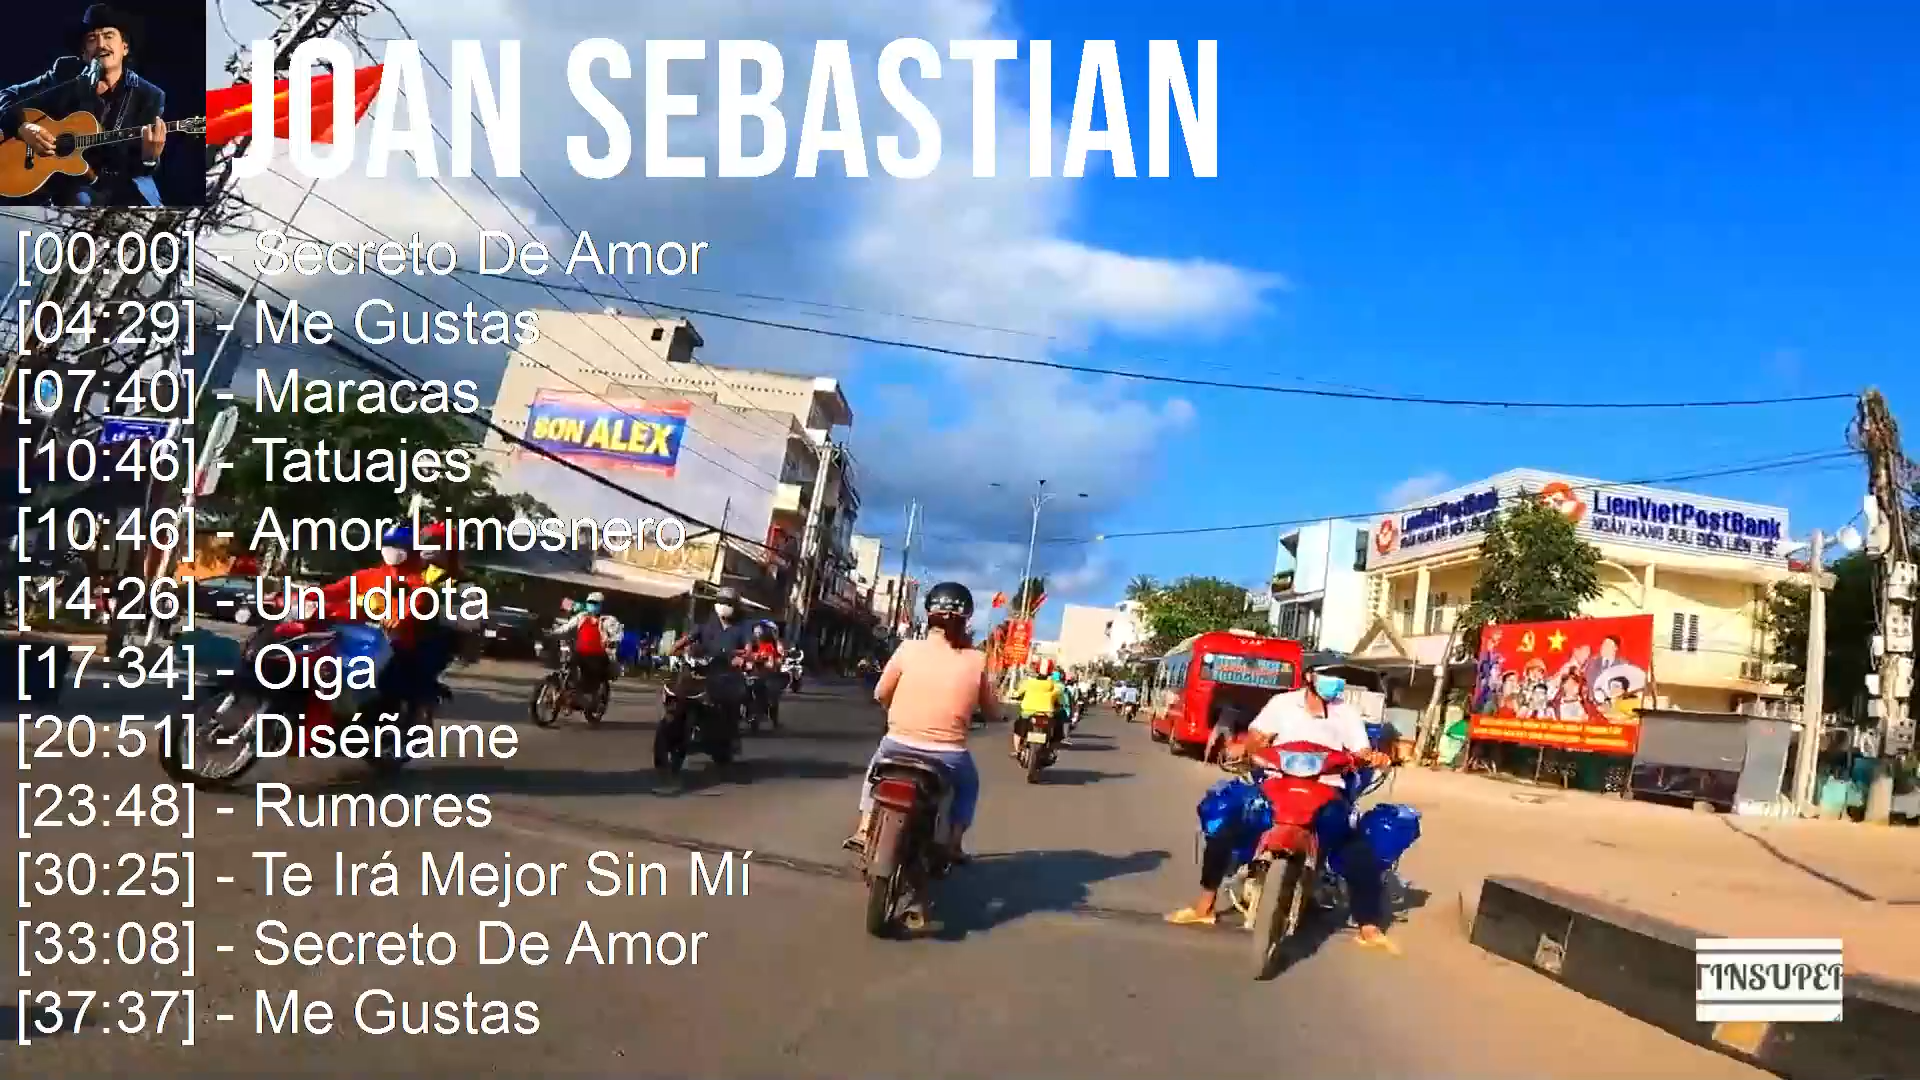 JOAN SEBASTIAN
[00:00] - Secreto De Amor
[04:29] - Me Gustas
[07:40] - Maracas
[10:46] - Tatuajes
[10:46] - Amor Limosnero
[14:26] - Un Idiota
[17:34] - Oiga
[20:51] - Diséñame
[23:48] - Rumores
[30:25] - Te Irá Mejor Sin Mí
[33:08] - Secreto De Amor
[37:37] - Me Gustas
SƠN ALEX
LienVietPostBank
LienVietPostBank
NGÂN HÀNG BƯU ĐIỆN LIÊN VIỆT
TINSUPER